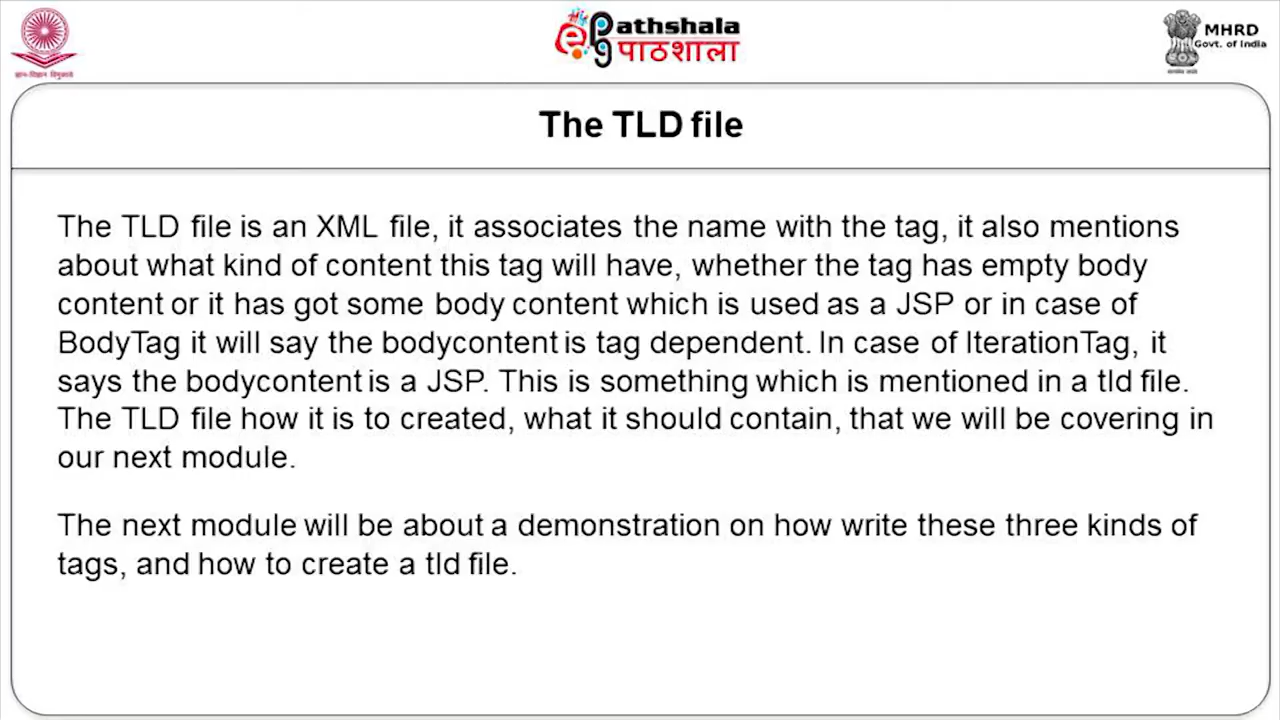 ज्ञान-विज्ञान विमुक्तये
ePathshala
पाठशाला
MHRD
Govt. of India
The TLD file
The TLD file is an XML file, it associates the name with the tag, it also mentions
about what kind of content this tag will have, whether the tag has empty body
content or it has got some body content which is used as a JSP or in case of
BodyTag it will say the bodycontent is tag dependent. In case of IterationTag, it
says the bodycontent is a JSP. This is something which is mentioned in a tld file.
The TLD file how it is to created, what it should contain, that we will be covering in
our next module.
The next module will be about a demonstration on how write these three kinds of
tags, and how to create a tld file.